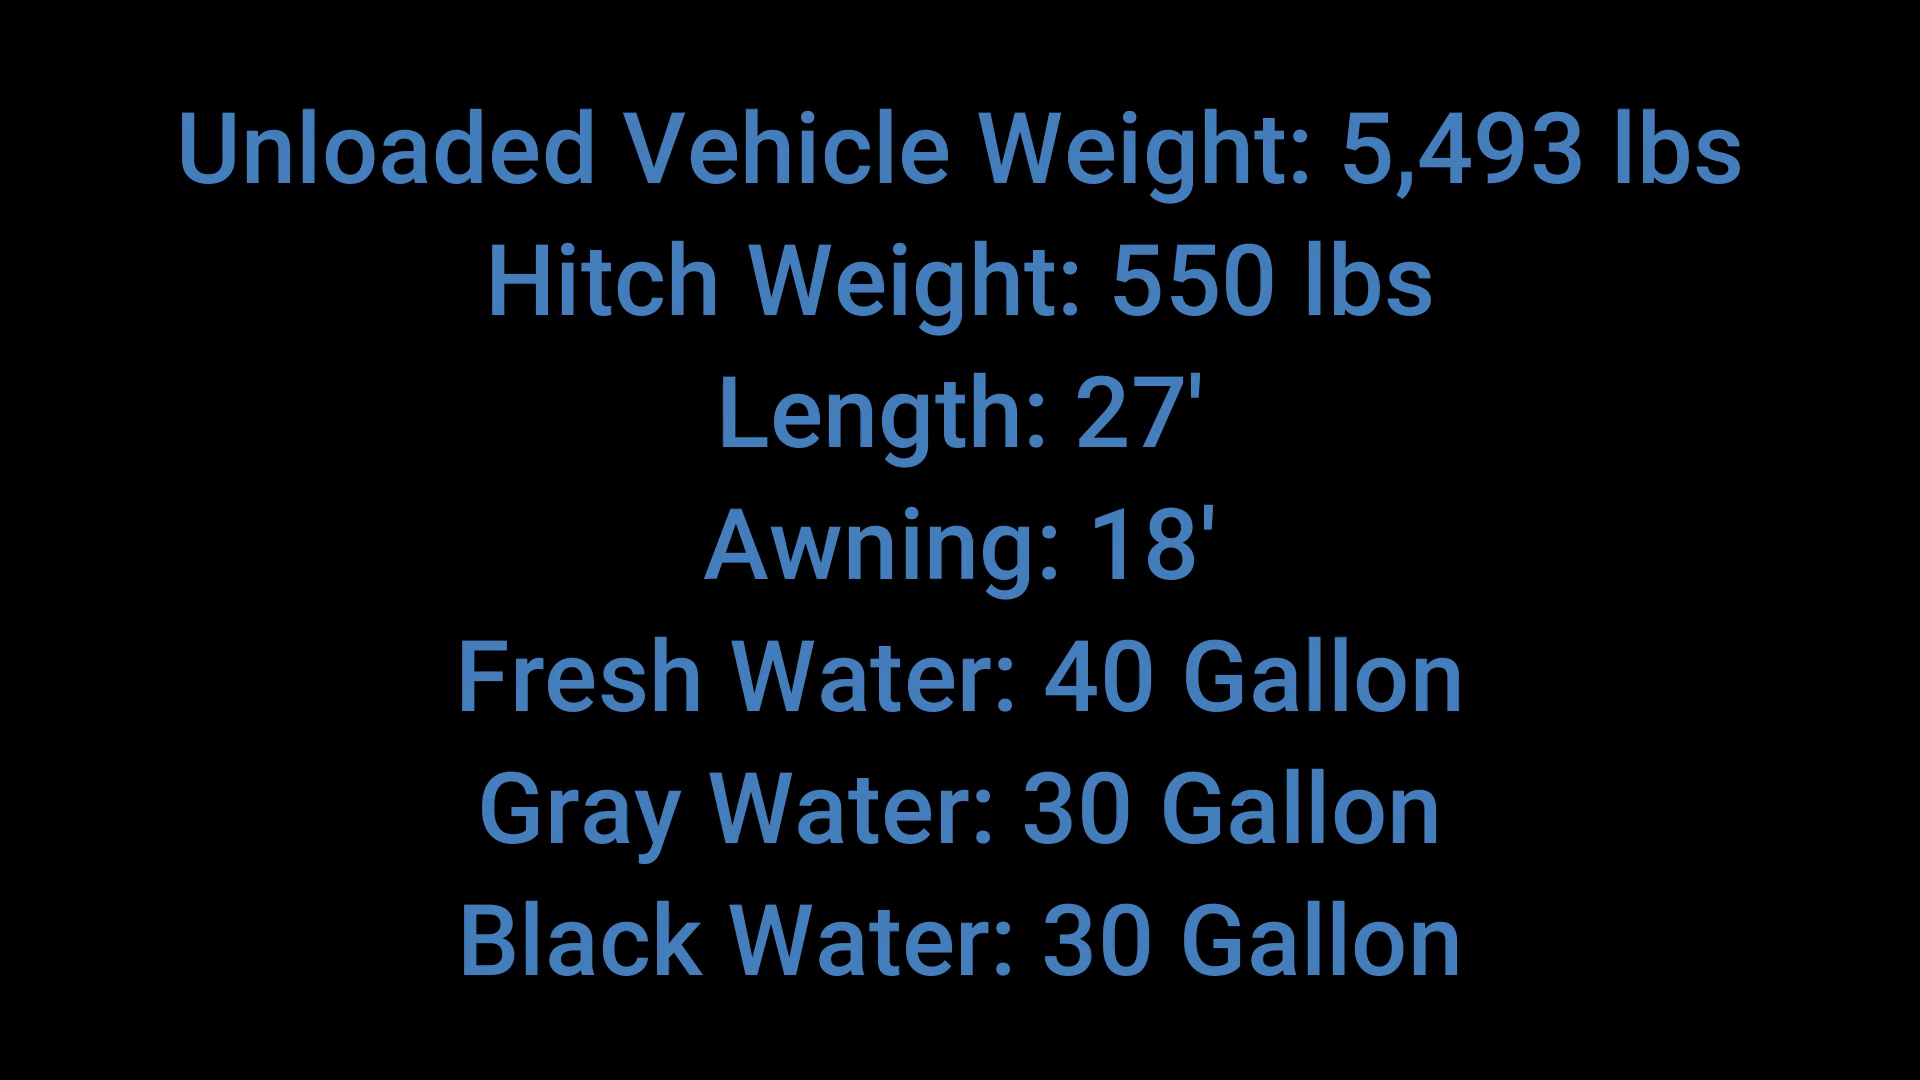 Unloaded Vehicle Weight: 5,493 lbs
Hitch Weight: 550 lbs
Length: 27'
Awning: 18'
Fresh Water: 40 Gallon
Gray Water: 30 Gallon
Black Water: 30 Gallon